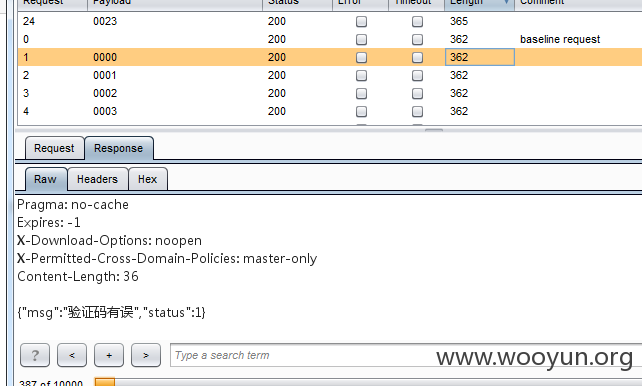 Request Payload Status Error Timeout Length Comment
24 0023 200 365
0 200 362 baseline request
1 0000 200 362
2 0001 200 362
3 0002 200 362
4 0003 200 362
Request Response
Raw Headers Hex
Pragma: no-cache
Expires: -1
X-Download-Options: noopen
X-Permitted-Cross-Domain-Policies: master-only
Content-Length: 36
{"msg":"验证码有误","status":1}
? < + > Type a search term
www.wooyun.org
387 of 10000